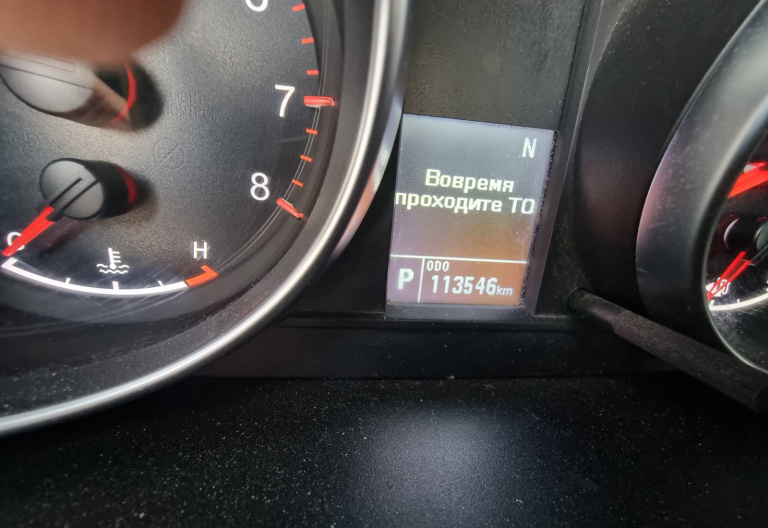 7
8
H
N
Вовремя
проходите ТО
P
ODO
113546km